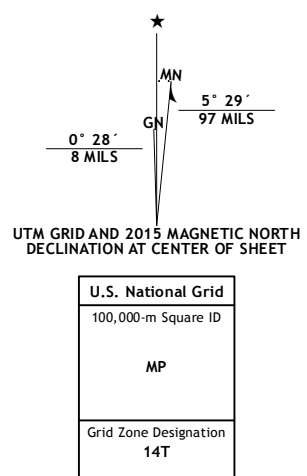 MN
GN
5° 29´
97 MILS
0° 28´
8 MILS
UTM GRID AND 2015 MAGNETIC NORTH
DECLINATION AT CENTER OF SHEET
U.S. National Grid
100,000-m Square ID
MP
Grid Zone Designation
14T